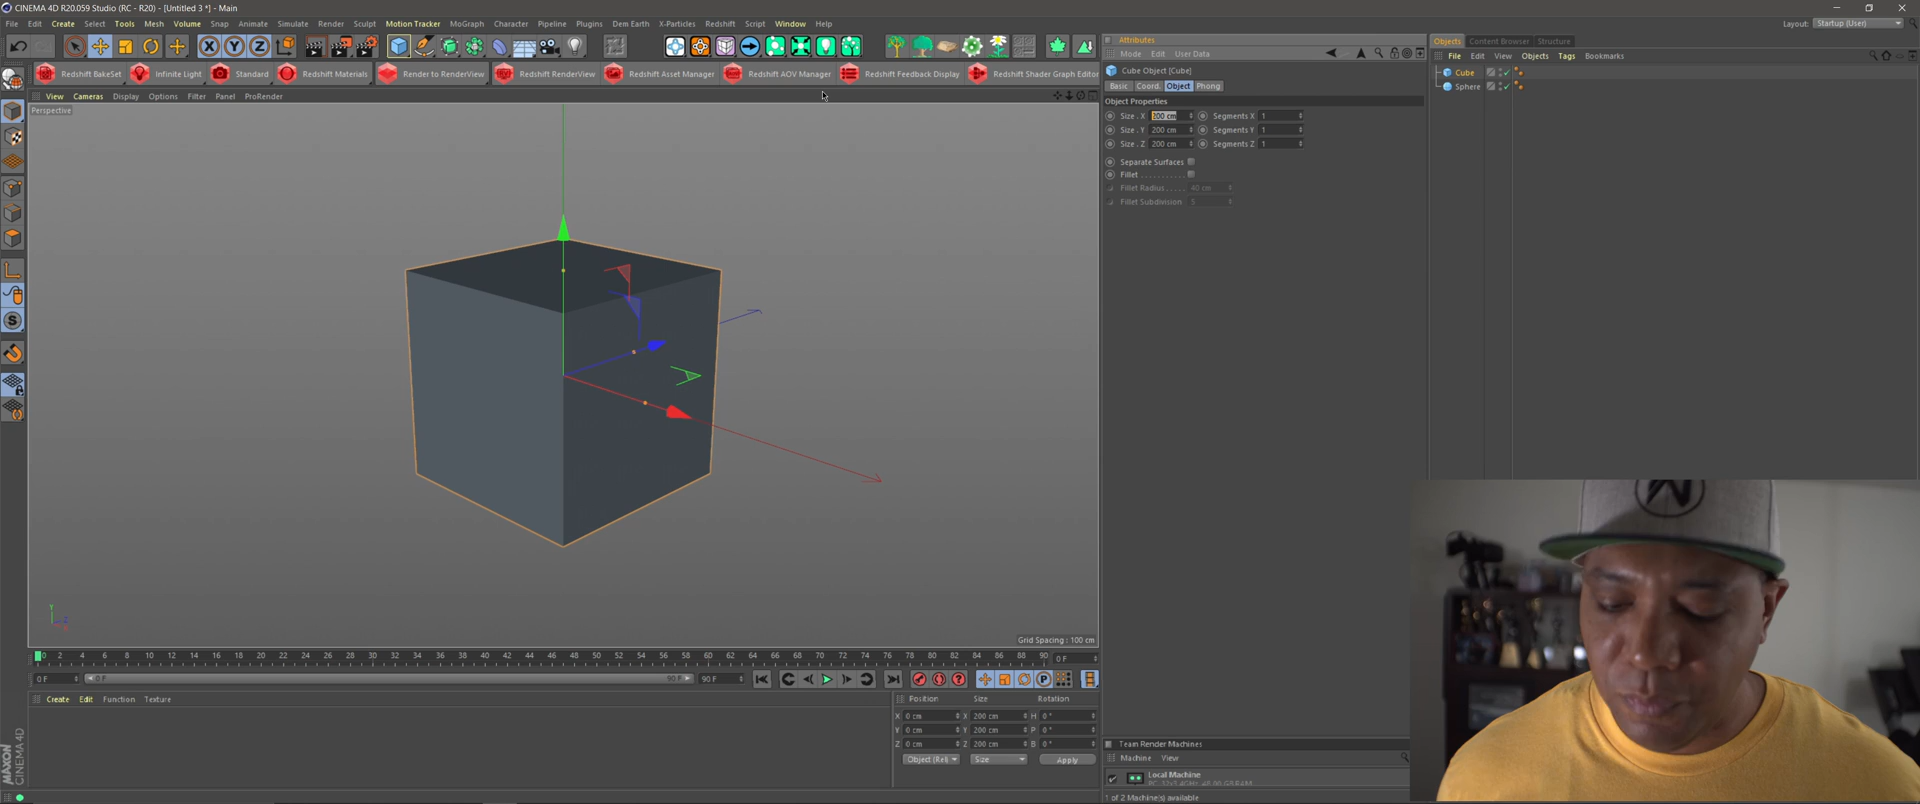 CINEMA 4D R20.059 Studio (RC - R20) - [Untitled 3 *] - Main
File Edit Create Select Tools Mesh Volume Snap Animate Simulate Render Sculpt Motion Tracker MoGraph Character Pipeline Plugins Dem Earth X-Particles Redshift Script Window Help
Layout: Startup (User)
Redshift BakeSet Infinite Light Standard Redshift Materials Render to RenderView Redshift RenderView Redshift Asset Manager Redshift AOV Manager Redshift Feedback Display Redshift Shader Graph Editor
View Cameras Display Options Filter Panel ProRender
Perspective
Grid Spacing : 100 cm
Attributes
Mode Edit User Data
Cube Object [Cube]
Basic Coord. Object Phong
Object Properties
Size . X 200 cm Segments X 1
Size . Y 200 cm Segments Y 1
Size . Z 200 cm Segments Z 1
Separate Surfaces
Fillet . . . . . . . . . . .
Fillet Radius . . . . . 40 cm
Fillet Subdivision 5
Objects Content Browser Structure
File Edit View Objects Tags Bookmarks
Cube
Sphere
0 2 4 6 8 10 12 14 16 18 20 22 24 26 28 30 32 34 36 38 40 42 44 46 48 50 52 54 56 58 60 62 64 66 68 70 72 74 76 78 80 82 84 86 88 90 0 F
0 F 0 F 90 F 90 F
Create Edit Function Texture
Position Size Rotation
X 0 cm X 200 cm H 0 °
Y 0 cm Y 200 cm P 0 °
Z 0 cm Z 200 cm B 0 °
Object (Rel) Size Apply
MAXON
CINEMA 4D
Team Render Machines
Machine View
Local Machine
1 of 2 Machine(s) available